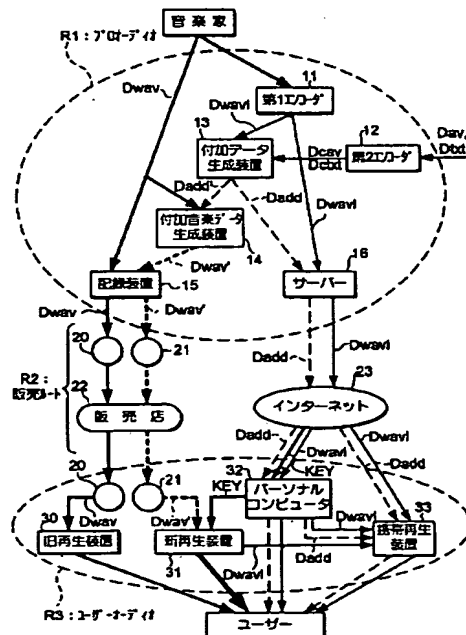 音楽家
R1:プロオーディオ
Dwav
11
第1エンコーダ
Dwavl
13
付加データ
生成装置
12
第2エンコーダ
Dcav
Dctxt
Dav,
Dtxt
Dadd
Dadd
Dwavl
付加音楽データ
生成装置
14
Dwav'
記録装置
15
16
サーバー
Dwav
Dwav'
20
21
Dadd
Dwavl
R2:
販売ルート
22
販売店
23
インターネット
Dadd
Dwavl
KEY
Dwavl
Dadd
20
21
32
パーソナル
コンピュータ
KEY
33
携帯再生
装置
Dwav
Dwav'
Dwavl
30
旧再生装置
新再生装置
31
Dwavl
Dadd
R3:ユーザーオーディオ
ユーザー